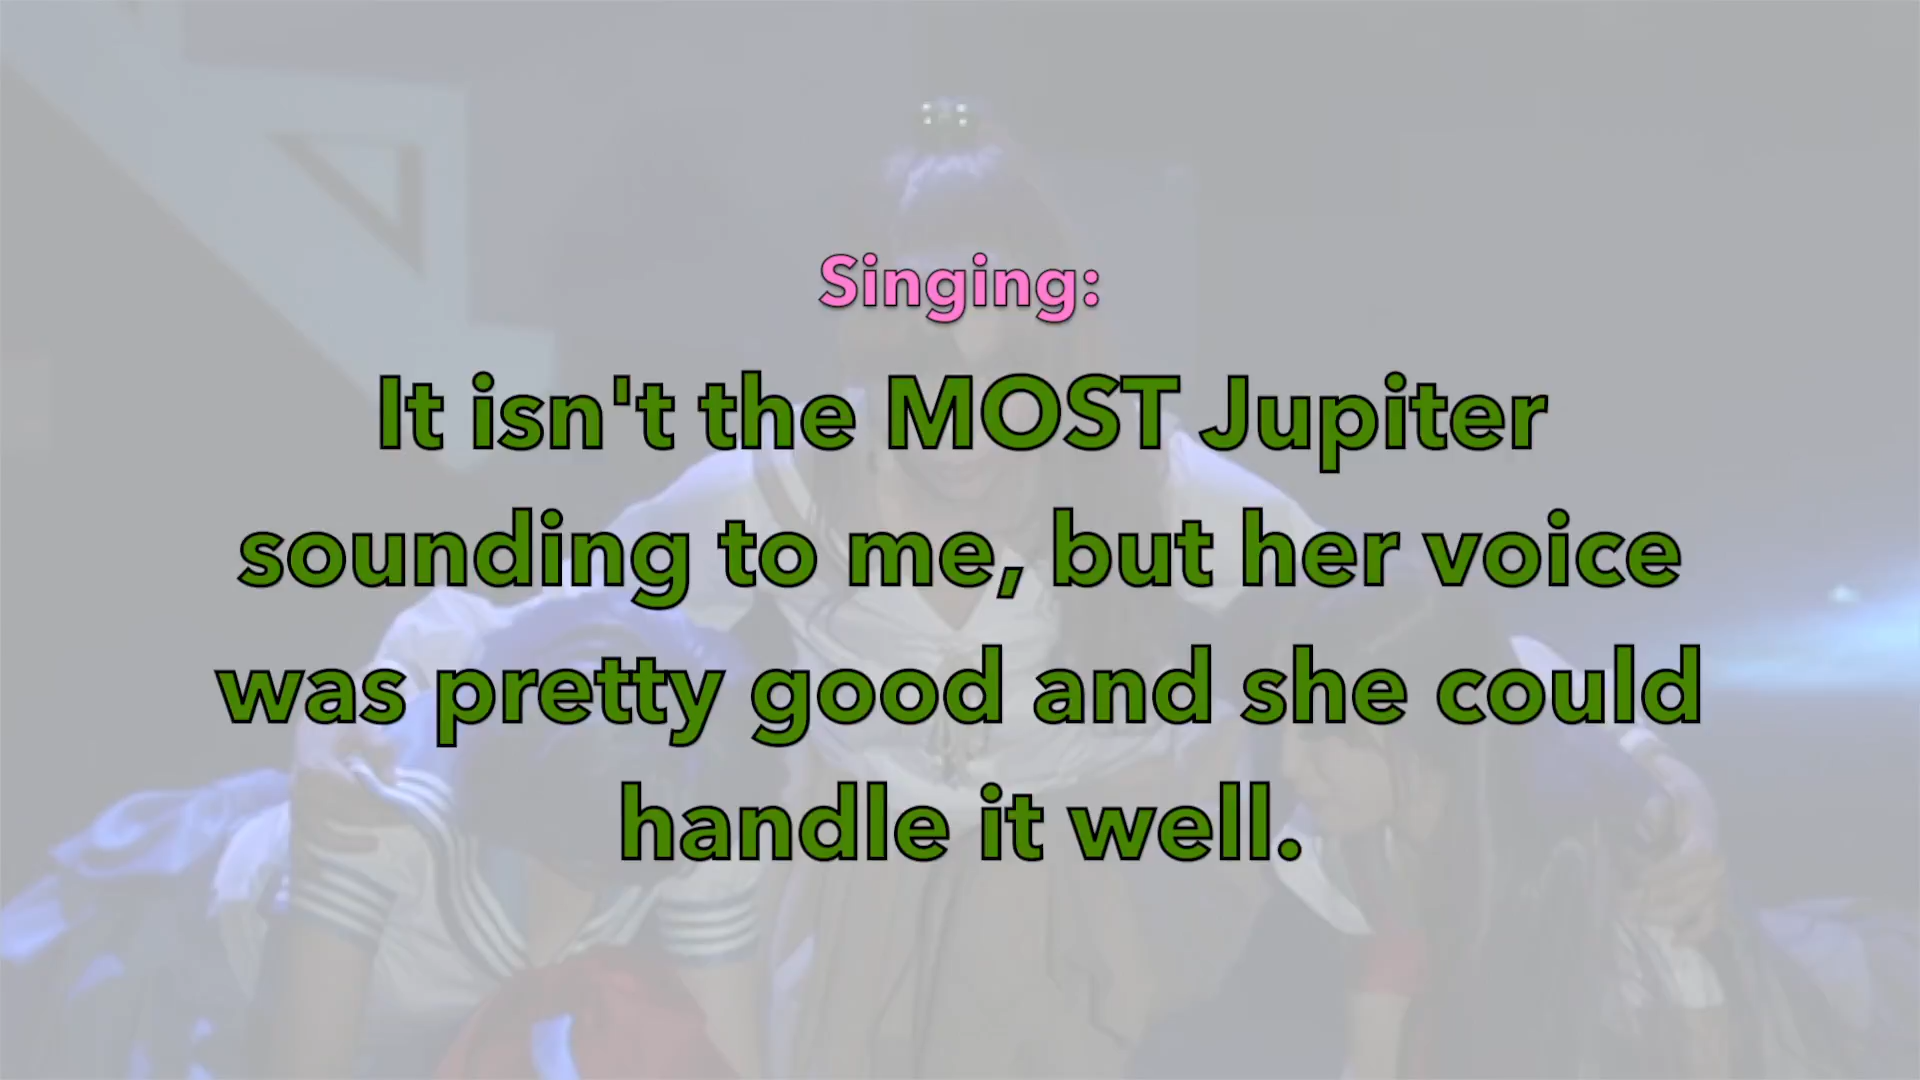 Singing:
It isn't the MOST Jupiter
sounding to me, but her voice
was pretty good and she could
handle it well.